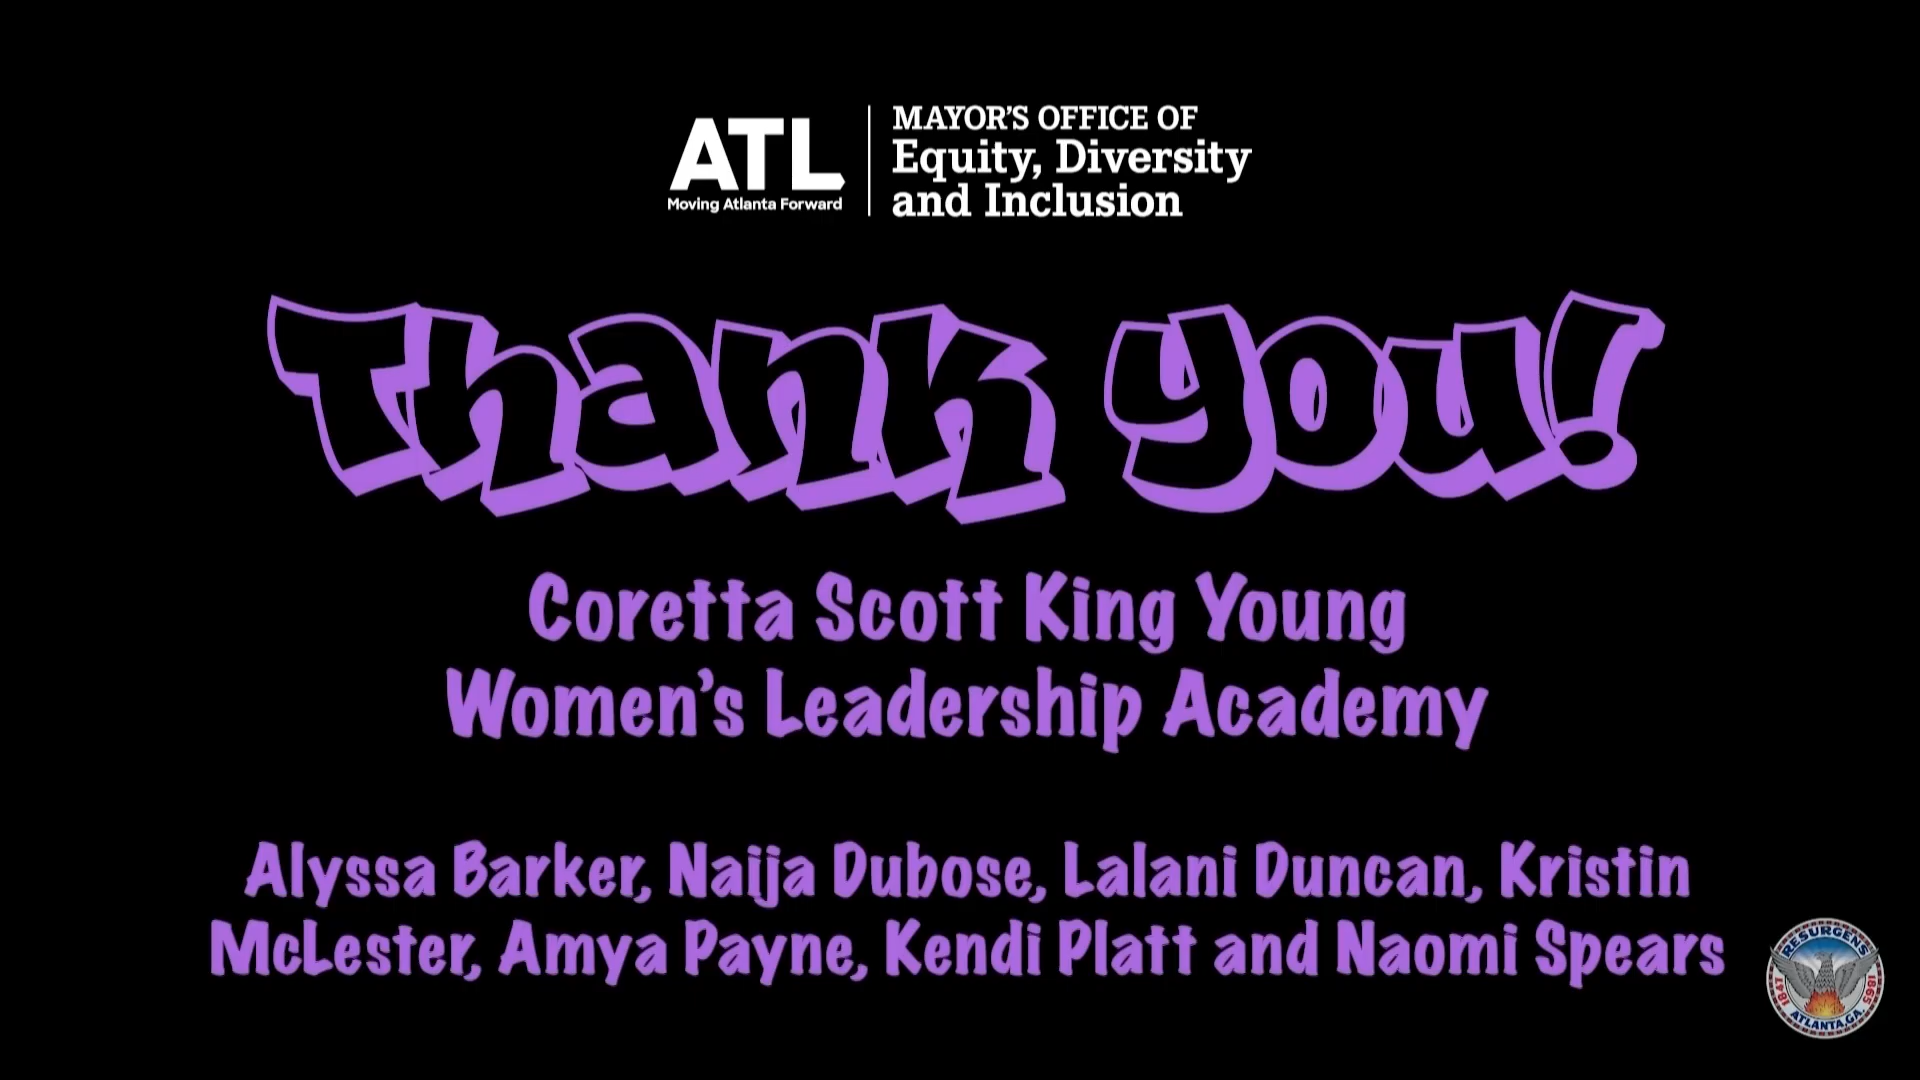 ATL
Moving Atlanta Forward
MAYOR'S OFFICE OF
Equity, Diversity
and Inclusion
Thank you!
Coretta Scott King Young
Women's Leadership Academy
Alyssa Barker, Naija Dubose, Lalani Duncan, Kristin
McLester, Amya Payne, Kendi Platt and Naomi Spears
RESURGENS
1847
1865
ATLANTA, GA.